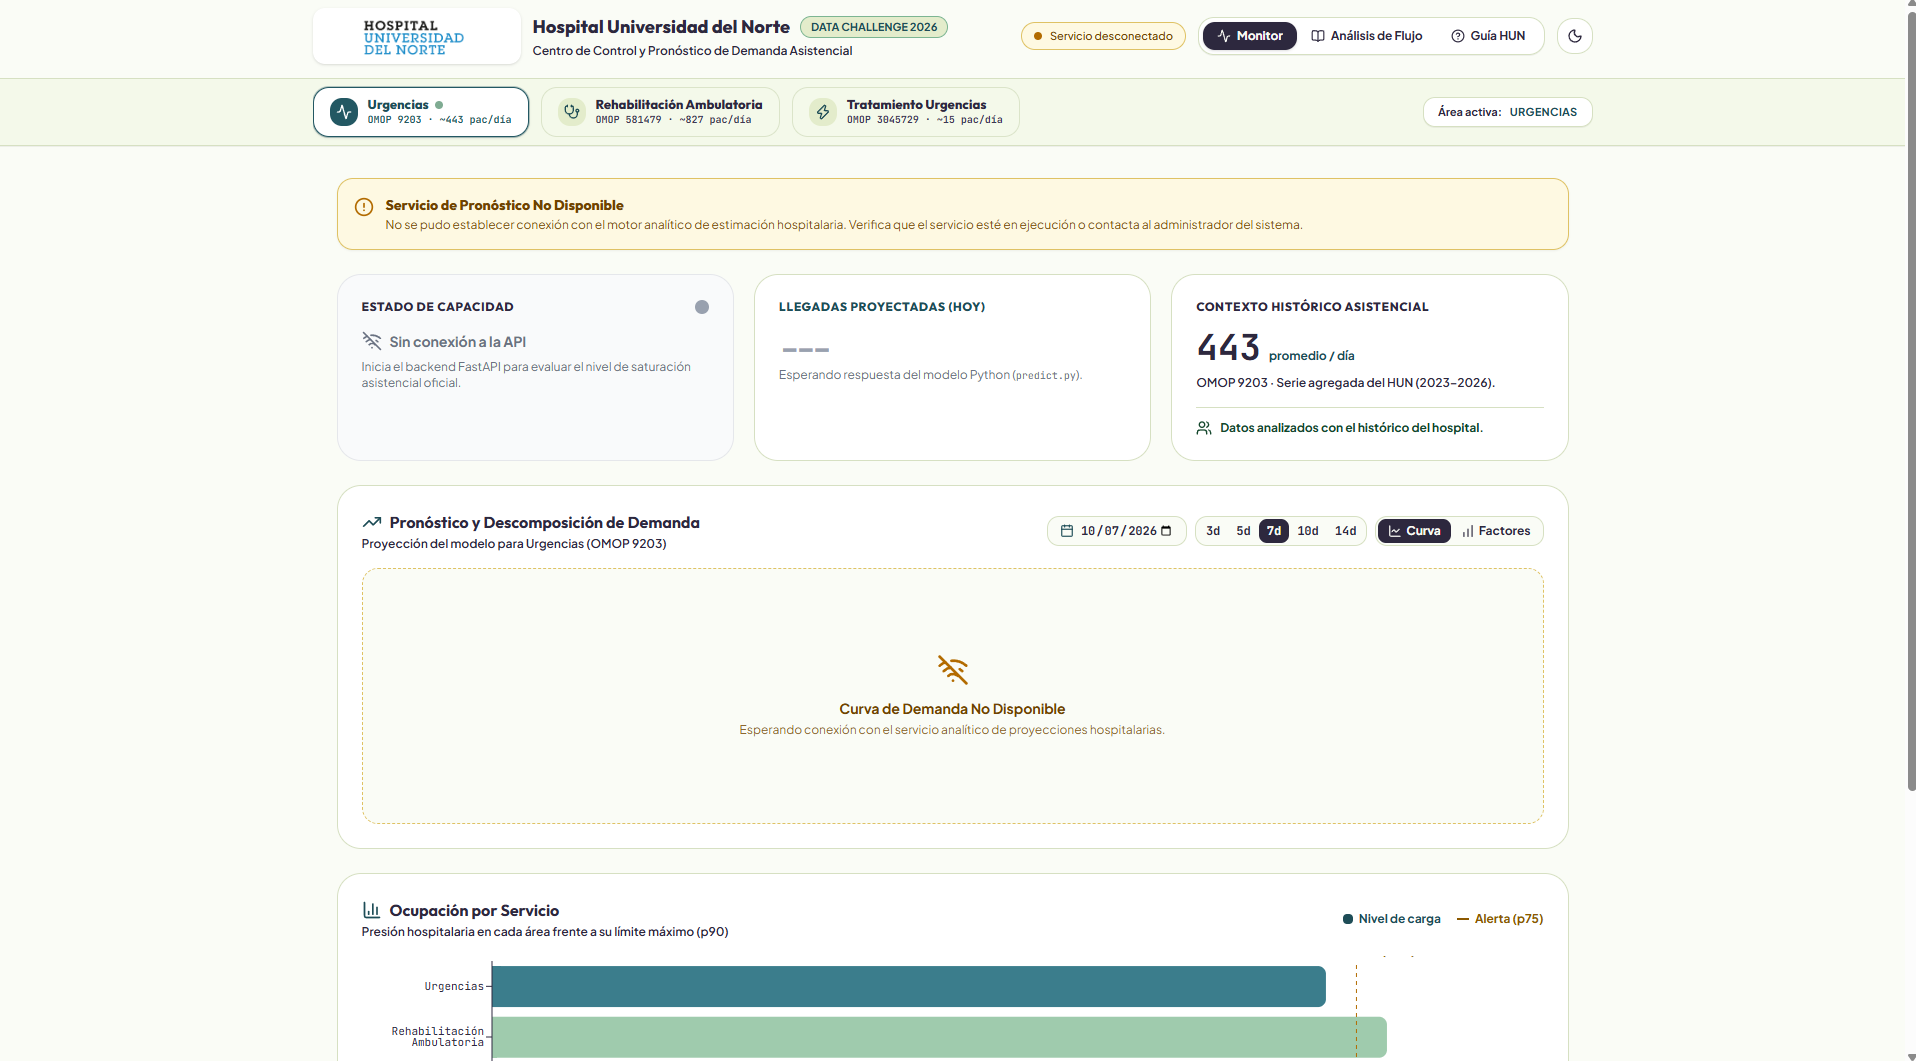 HOSPITAL
UNIVERSIDAD
DEL NORTE
Hospital Universidad del Norte
DATA CHALLENGE 2026
Centro de Control y Pronóstico de Demanda Asistencial
Servicio desconectado
Monitor
Análisis de Flujo
Guía HUN
Urgencias
OMOP 9203 · ~443 pac/día
Rehabilitación Ambulatoria
OMOP 581479 · ~827 pac/día
Tratamiento Urgencias
OMOP 3045729 · ~15 pac/día
Área activa: URGENCIAS
Servicio de Pronóstico No Disponible
No se pudo establecer conexión con el motor analítico de estimación hospitalaria. Verifica que el servicio esté en ejecución o contacta al administrador del sistema.
ESTADO DE CAPACIDAD
Sin conexión a la API
Inicia el backend FastAPI para evaluar el nivel de saturación
asistencial oficial.
LLEGADAS PROYECTADAS (HOY)
———
Esperando respuesta del modelo Python (predict.py).
CONTEXTO HISTÓRICO ASISTENCIAL
443 promedio / día
OMOP 9203 · Serie agregada del HUN (2023–2026).
Datos analizados con el histórico del hospital.
Pronóstico y Descomposición de Demanda
Proyección del modelo para Urgencias (OMOP 9203)
10/07/2026
3d 5d 7d 10d 14d
Curva
Factores
Curva de Demanda No Disponible
Esperando conexión con el servicio analítico de proyecciones hospitalarias.
Ocupación por Servicio
Presión hospitalaria en cada área frente a su límite máximo (p90)
Nivel de carga
Alerta (p75)
Urgencias
Rehabilitación
Ambulatoria